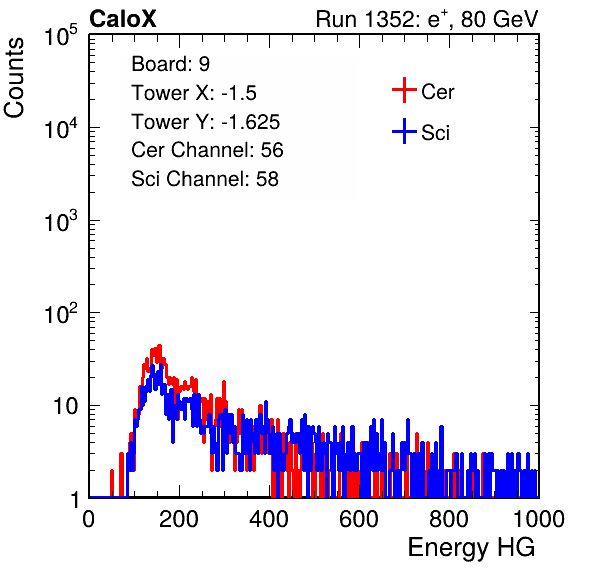 CaloX Run 1352: e⁺, 80 GeV
Counts
10⁵
10⁴
10³
10²
10
1
Board: 9
Tower X: -1.5
Tower Y: -1.625
Cer Channel: 56
Sci Channel: 58
Cer
Sci
0 200 400 600 800 1000
Energy HG